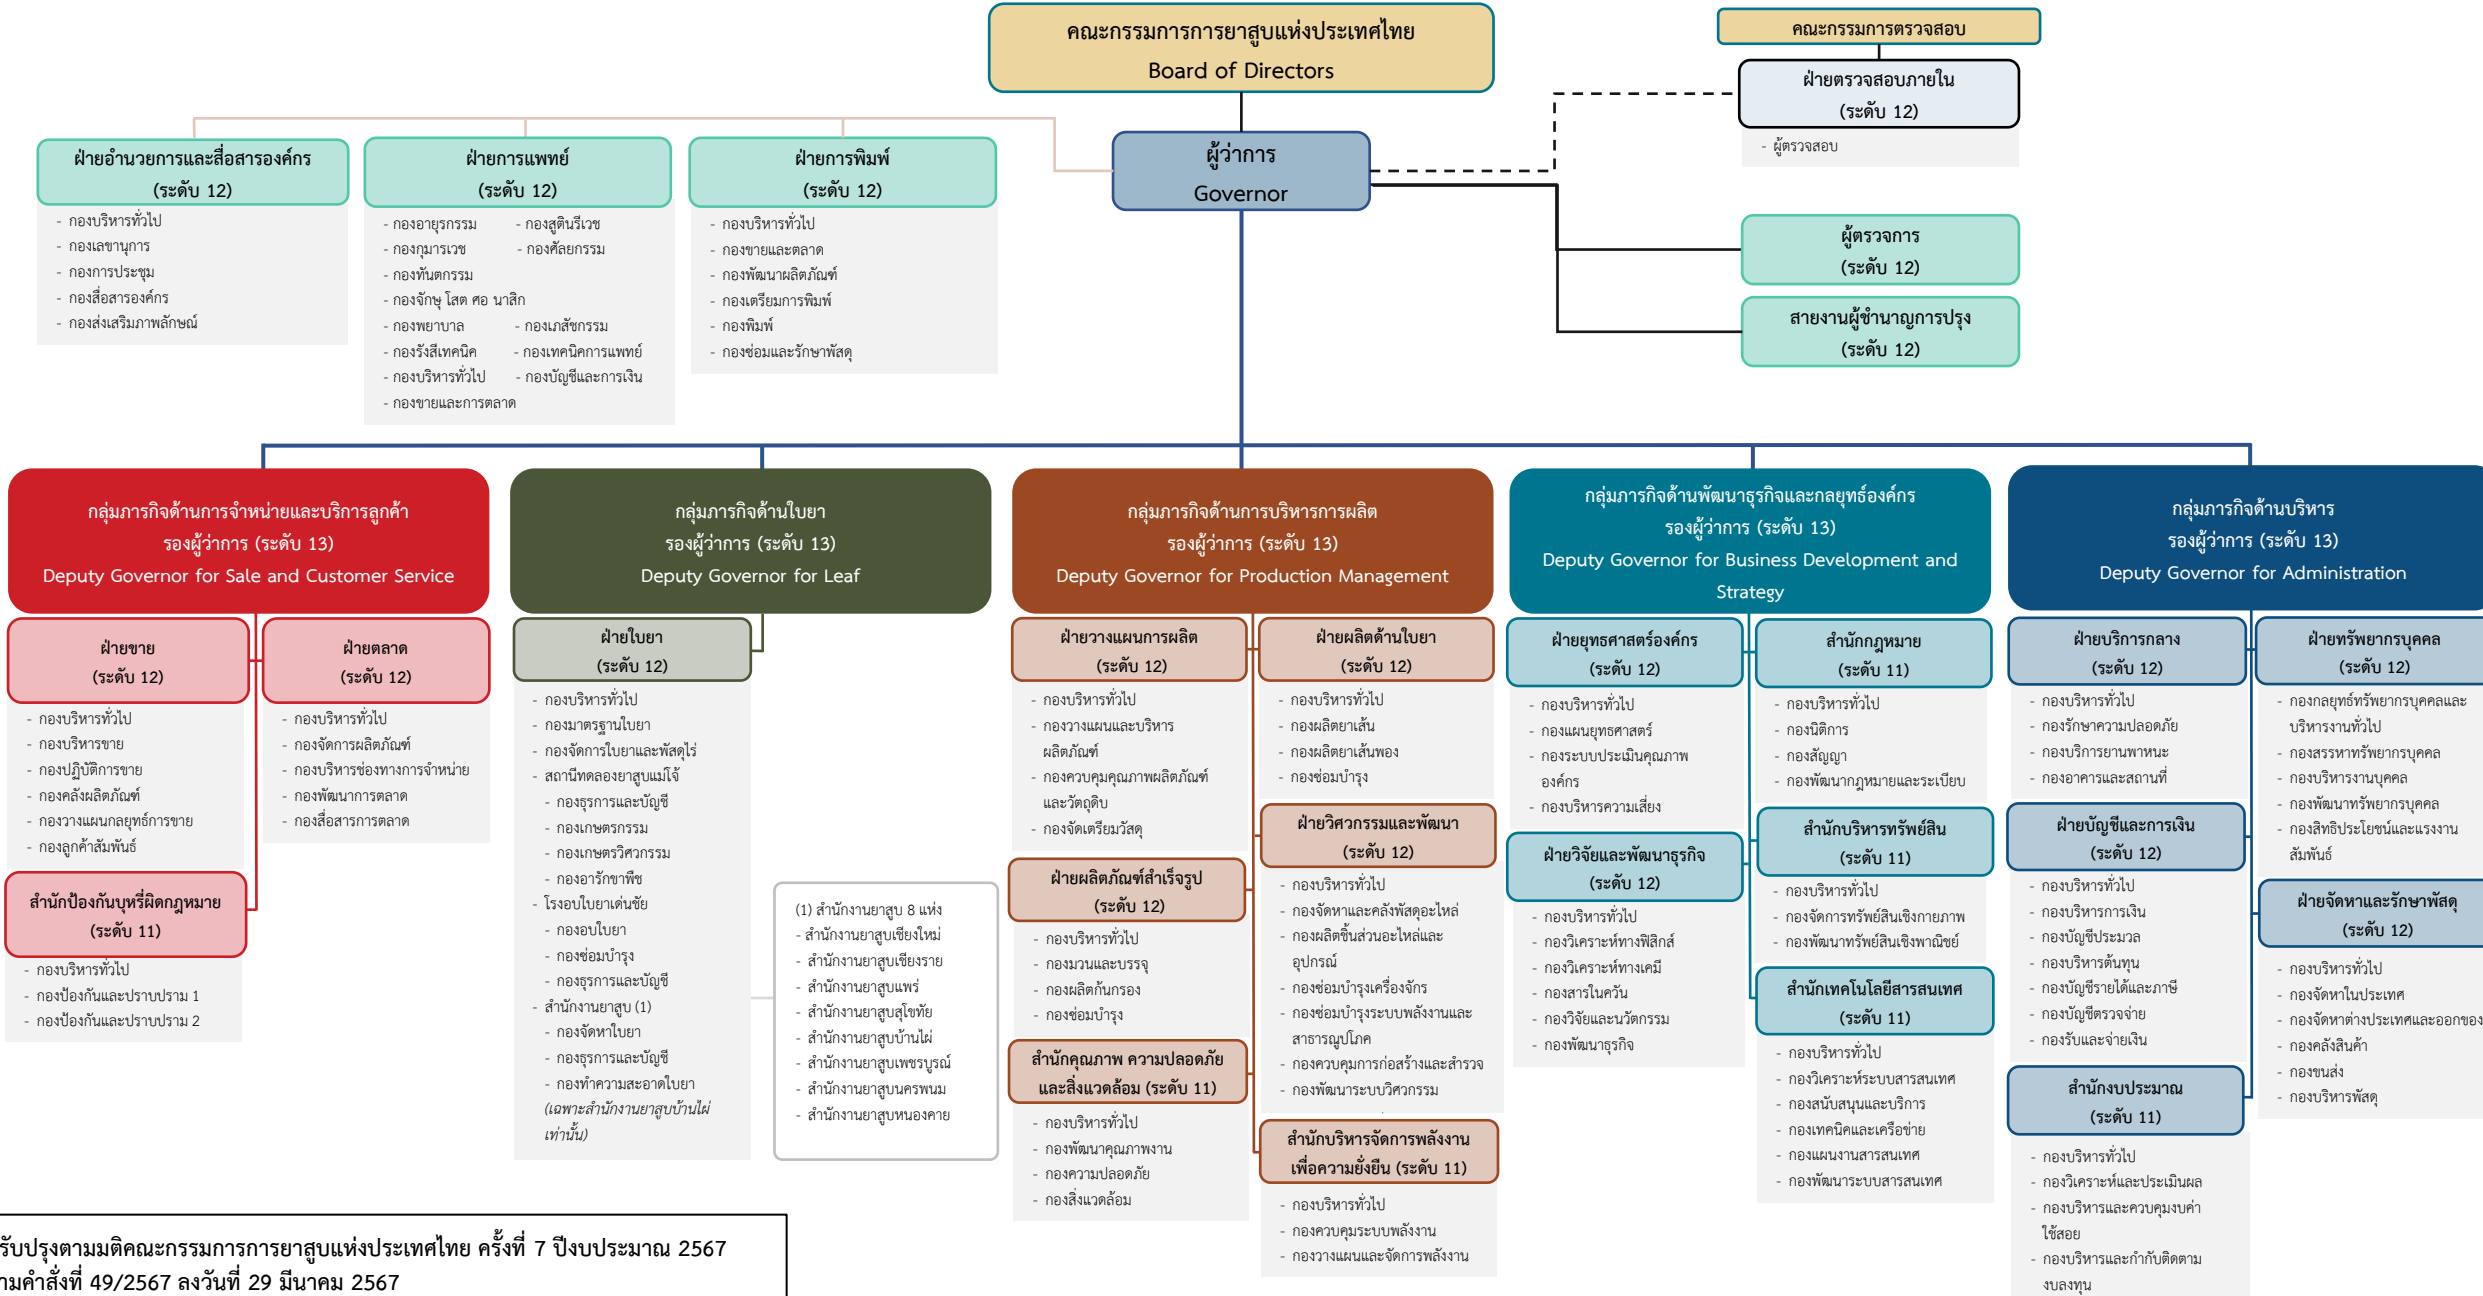 คณะกรรมการการยาสูบแห่งประเทศไทย
Board of Directors
คณะกรรมการตรวจสอบ
ฝ่ายตรวจสอบภายใน
(ระดับ 12)
- ผู้ตรวจสอบ
ผู้ว่าการ
Governor
ฝ่ายอำนวยการและสื่อสารองค์กร
(ระดับ 12)
- กองบริหารทั่วไป
- กองเลขานุการ
- กองการประชุม
- กองสื่อสารองค์กร
- กองส่งเสริมภาพลักษณ์
ฝ่ายการแพทย์
(ระดับ 12)
- กองอายุรกรรม - กองสูตินรีเวช
- กองกุมารเวช - กองศัลยกรรม
- กองทันตกรรม
- กองจักษุ โสต ศอ นาสิก
- กองพยาบาล - กองเภสัชกรรม
- กองรังสีเทคนิค - กองเทคนิคการแพทย์
- กองบริหารทั่วไป - กองบัญชีและการเงิน
- กองขายและการตลาด
ฝ่ายการพิมพ์
(ระดับ 12)
- กองบริหารทั่วไป
- กองขายและตลาด
- กองพัฒนาผลิตภัณฑ์
- กองเตรียมการพิมพ์
- กองพิมพ์
- กองซ่อมและรักษาพัสดุ
ผู้ตรวจการ
(ระดับ 12)
สายงานผู้ชำนาญการปรุง
(ระดับ 12)
กลุ่มภารกิจด้านการจำหน่ายและบริการลูกค้า
รองผู้ว่าการ (ระดับ 13)
Deputy Governor for Sale and Customer Service
ฝ่ายขาย
(ระดับ 12)
- กองบริหารทั่วไป
- กองบริหารขาย
- กองปฏิบัติการขาย
- กองคลังผลิตภัณฑ์
- กองวางแผนกลยุทธ์การขาย
- กองลูกค้าสัมพันธ์
ฝ่ายตลาด
(ระดับ 12)
- กองบริหารทั่วไป
- กองจัดการผลิตภัณฑ์
- กองบริหารช่องทางการจำหน่าย
- กองพัฒนาการตลาด
- กองสื่อสารการตลาด
สำนักป้องกันบุหรี่ผิดกฎหมาย
(ระดับ 11)
- กองบริหารทั่วไป
- กองป้องกันและปราบปราม 1
- กองป้องกันและปราบปราม 2
กลุ่มภารกิจด้านใบยา
รองผู้ว่าการ (ระดับ 13)
Deputy Governor for Leaf
ฝ่ายใบยา
(ระดับ 12)
- กองบริหารทั่วไป
- กองมาตรฐานใบยา
- กองจัดการใบยาและพัสดุไร่
- สถานีทดลองยาสูบแม่โจ้
- กองธุรการและบัญชี
- กองเกษตรกรรม
- กองเกษตรวิศวกรรม
- กองอารักขาพืช
- โรงอบใบยาเด่นชัย
- กองอบใบยา
- กองซ่อมบำรุง
- กองธุรการและบัญชี
- สำนักงานยาสูบ (1)
- กองจัดหาใบยา
- กองธุรการและบัญชี
- กองทำความสะอาดใบยา
(เฉพาะสำนักงานยาสูบบ้านไผ่
เท่านั้น)
(1) สำนักงานยาสูบ 8 แห่ง
- สำนักงานยาสูบเชียงใหม่
- สำนักงานยาสูบเชียงราย
- สำนักงานยาสูบแพร่
- สำนักงานยาสูบสุโขทัย
- สำนักงานยาสูบบ้านไผ่
- สำนักงานยาสูบเพชรบูรณ์
- สำนักงานยาสูบนครพนม
- สำนักงานยาสูบหนองคาย
กลุ่มภารกิจด้านการบริหารการผลิต
รองผู้ว่าการ (ระดับ 13)
Deputy Governor for Production Management
ฝ่ายวางแผนการผลิต
(ระดับ 12)
- กองบริหารทั่วไป
- กองวางแผนและบริหาร
ผลิตภัณฑ์
- กองควบคุมคุณภาพผลิตภัณฑ์
และวัตถุดิบ
- กองจัดเตรียมวัสดุ
ฝ่ายผลิตภัณฑ์สำเร็จรูป
(ระดับ 12)
- กองบริหารทั่วไป
- กองมวนและบรรจุ
- กองผลิตก้นกรอง
- กองซ่อมบำรุง
สำนักคุณภาพ ความปลอดภัย
และสิ่งแวดล้อม (ระดับ 11)
- กองบริหารทั่วไป
- กองพัฒนาคุณภาพงาน
- กองความปลอดภัย
- กองสิ่งแวดล้อม
ฝ่ายผลิตด้านใบยา
(ระดับ 12)
- กองบริหารทั่วไป
- กองผลิตยาเส้น
- กองผลิตยาเส้นพอง
- กองซ่อมบำรุง
ฝ่ายวิศวกรรมและพัฒนา
(ระดับ 12)
- กองบริหารทั่วไป
- กองจัดหาและคลังพัสดุอะไหล่
- กองผลิตชิ้นส่วนอะไหล่และ
อุปกรณ์
- กองซ่อมบำรุงเครื่องจักร
- กองซ่อมบำรุงระบบพลังงานและ
สาธารณูปโภค
- กองควบคุมการก่อสร้างและสำรวจ
- กองพัฒนาระบบวิศวกรรม
สำนักบริหารจัดการพลังงาน
เพื่อความยั่งยืน (ระดับ 11)
- กองบริหารทั่วไป
- กองควบคุมระบบพลังงาน
- กองวางแผนและจัดการพลังงาน
กลุ่มภารกิจด้านพัฒนาธุรกิจและกลยุทธ์องค์กร
รองผู้ว่าการ (ระดับ 13)
Deputy Governor for Business Development and
Strategy
ฝ่ายยุทธศาสตร์องค์กร
(ระดับ 12)
- กองบริหารทั่วไป
- กองแผนยุทธศาสตร์
- กองระบบประเมินคุณภาพ
องค์กร
- กองบริหารความเสี่ยง
ฝ่ายวิจัยและพัฒนาธุรกิจ
(ระดับ 12)
- กองบริหารทั่วไป
- กองวิเคราะห์ทางฟิสิกส์
- กองวิเคราะห์ทางเคมี
- กองสารในควัน
- กองวิจัยและนวัตกรรม
- กองพัฒนาธุรกิจ
สำนักกฎหมาย
(ระดับ 11)
- กองบริหารทั่วไป
- กองนิติการ
- กองสัญญา
- กองพัฒนากฎหมายและระเบียบ
สำนักบริหารทรัพย์สิน
(ระดับ 11)
- กองบริหารทั่วไป
- กองจัดการทรัพย์สินเชิงกายภาพ
- กองพัฒนาทรัพย์สินเชิงพาณิชย์
สำนักเทคโนโลยีสารสนเทศ
(ระดับ 11)
- กองบริหารทั่วไป
- กองวิเคราะห์ระบบสารสนเทศ
- กองสนับสนุนและบริการ
- กองเทคนิคและเครือข่าย
- กองแผนงานสารสนเทศ
- กองพัฒนาระบบสารสนเทศ
กลุ่มภารกิจด้านบริหาร
รองผู้ว่าการ (ระดับ 13)
Deputy Governor for Administration
ฝ่ายบริการกลาง
(ระดับ 12)
- กองบริหารทั่วไป
- กองรักษาความปลอดภัย
- กองบริการยานพาหนะ
- กองอาคารและสถานที่
ฝ่ายบัญชีและการเงิน
(ระดับ 12)
- กองบริหารทั่วไป
- กองบริหารการเงิน
- กองบัญชีประมวล
- กองบริหารต้นทุน
- กองบัญชีรายได้และภาษี
- กองบัญชีตรวจจ่าย
- กองรับและจ่ายเงิน
สำนักงบประมาณ
(ระดับ 11)
- กองบริหารทั่วไป
- กองวิเคราะห์และประเมินผล
- กองบริหารและควบคุมงบค่า
ใช้สอย
- กองบริหารและกำกับติดตาม
งบลงทุน
ฝ่ายทรัพยากรบุคคล
(ระดับ 12)
- กองกลยุทธ์ทรัพยากรบุคคลและ
บริหารงานทั่วไป
- กองสรรหาทรัพยากรบุคคล
- กองบริหารงานบุคคล
- กองพัฒนาทรัพยากรบุคคล
- กองสิทธิประโยชน์และแรงงาน
สัมพันธ์
ฝ่ายจัดหาและรักษาพัสดุ
(ระดับ 12)
- กองบริหารทั่วไป
- กองจัดหาในประเทศ
- กองจัดหาต่างประเทศและออกของ
- กองคลังสินค้า
- กองขนส่ง
- กองบริหารพัสดุ
รับปรุงตามมติคณะกรรมการการยาสูบแห่งประเทศไทย ครั้งที่ 7 ปีงบประมาณ 2567
ามคำสั่งที่ 49/2567 ลงวันที่ 29 มีนาคม 2567